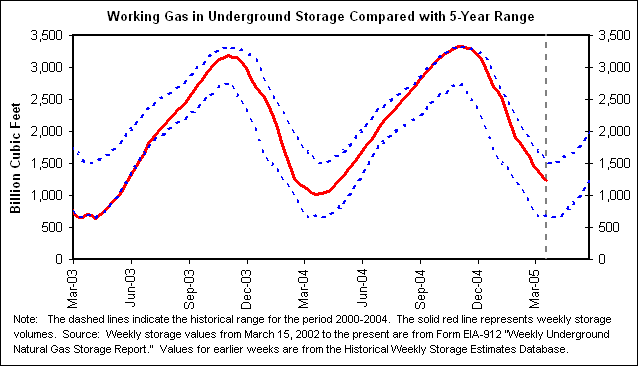 Working Gas in Underground Storage Compared with 5-Year Range
Billion Cubic Feet
3,500
3,000
2,500
2,000
1,500
1,000
500
0
3,500
3,000
2,500
2,000
1,500
1,000
500
0
Mar-03
Jun-03
Sep-03
Dec-03
Mar-04
Jun-04
Sep-04
Dec-04
Mar-05
Note: The dashed lines indicate the historical range for the period 2000-2004. The solid red line represents weekly storage
volumes. Source: Weekly storage values from March 15, 2002 to the present are from Form EIA-912 "Weekly Underground
Natural Gas Storage Report." Values for earlier weeks are from the Historical Weekly Storage Estimates Database.